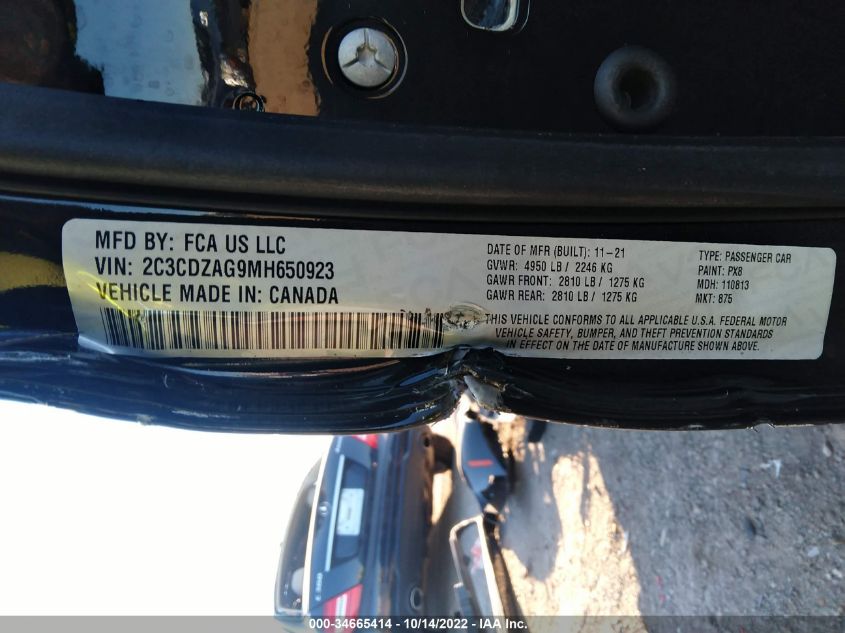 MFD BY: FCA US LLC
VIN: 2C3CDZAG9MH650923
VEHICLE MADE IN: CANADA
DATE OF MFR (BUILT): 11-21
GVWR: 4950 LB / 2246 KG
GAWR FRONT: 2810 LB / 1275 KG
GAWR REAR: 2810 LB / 1275 KG
TYPE: PASSENGER CAR
PAINT: PX8
MDH: 110813
MKT: 875
THIS VEHICLE CONFORMS TO ALL APPLICABLE U.S.A. FEDERAL MOTOR
VEHICLE SAFETY, BUMPER, AND THEFT PREVENTION STANDARDS
IN EFFECT ON THE DATE OF MANUFACTURE SHOWN ABOVE.
000-34665414 - 10/14/2022 - IAA Inc.